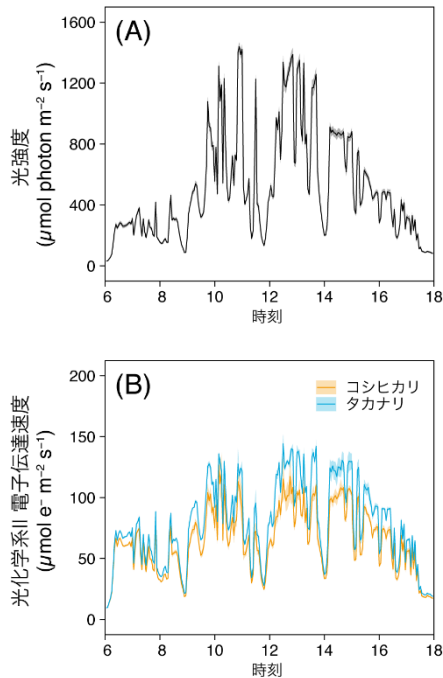 (A)
1600
1200
800
400
0
光強度
(μmol photon m⁻² s⁻¹)
6 8 10 12 14 16 18
時刻
(B)
コシヒカリ
タカナリ
200
150
100
50
0
光化学系II 電子伝達速度
(μmol e⁻ m⁻² s⁻¹)
6 8 10 12 14 16 18
時刻